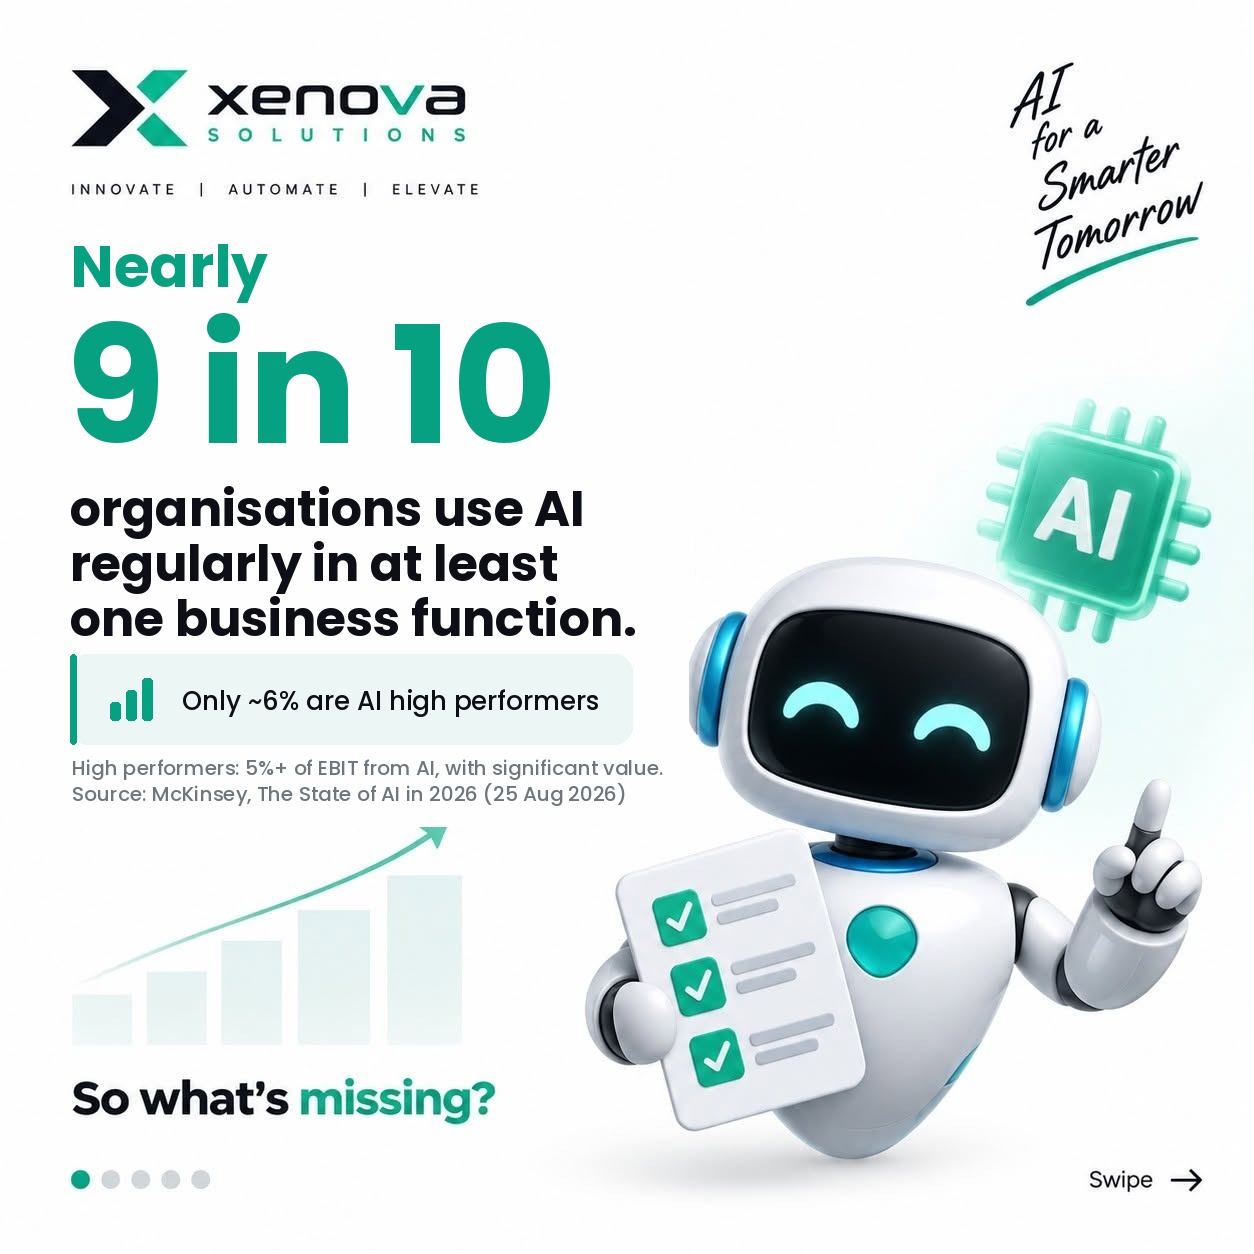 xenova
SOLUTIONS
INNOVATE | AUTOMATE | ELEVATE
AI
for a
Smarter
Tomorrow
Nearly
9 in 10
organisations use AI
regularly in at least
one business function.
Only ~6% are AI high performers
High performers: 5%+ of EBIT from AI, with significant value.
Source: McKinsey, The State of AI in 2026 (25 Aug 2026)
AI
So what's missing?
Swipe →